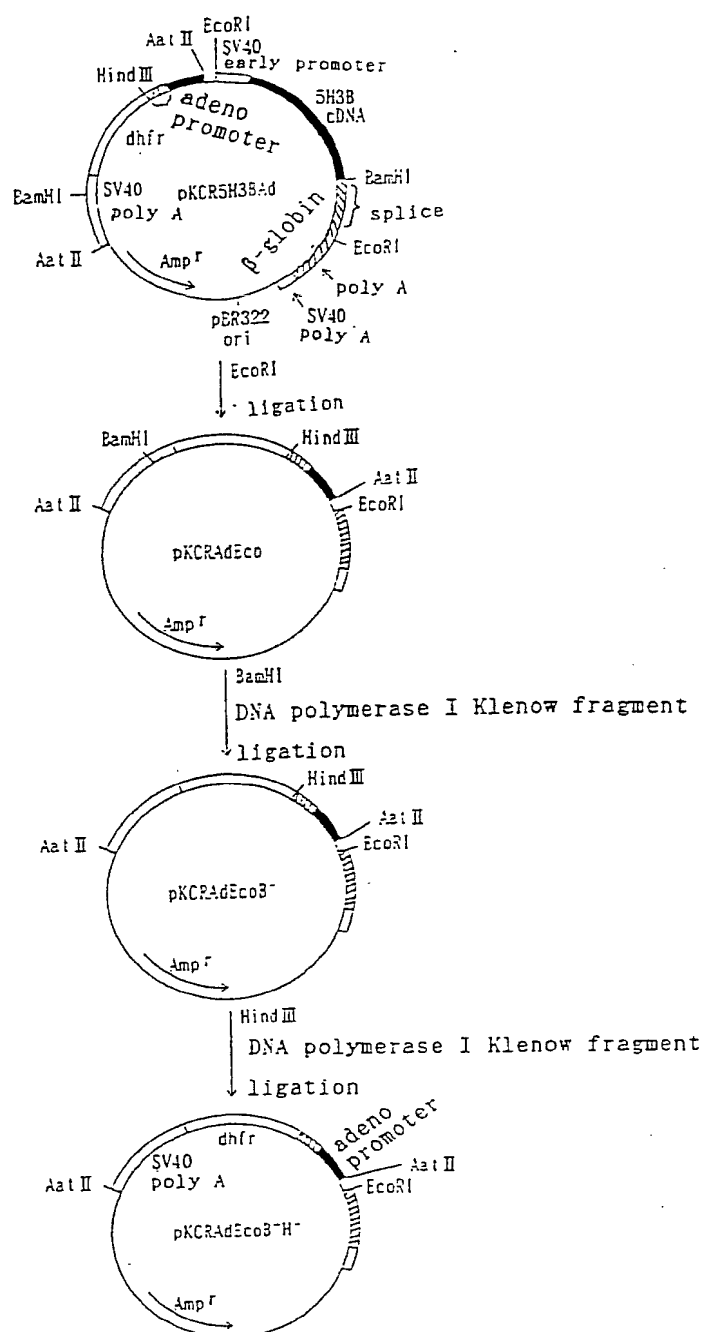 EcoRI
Aat II
SV40
early promoter
Hind III
adeno
promoter
5H3B
cDNA
dhfr
BamHI
SV40
poly A
pKCR5H3BAd
BamHI
splice
β-globin
EcoRI
Aat II
Amp r
poly A
SV40
poly A
pBR322
ori
EcoRI
ligation
BamHI
Hind III
Aat II
Aat II
EcoRI
pKCRAdEco
Amp r
BamHI
DNA polymerase I Klenow fragment
ligation
Hind III
Aat II
Aat II
EcoRI
pKCRAdEcoB-
Amp r
Hind III
DNA polymerase I Klenow fragment
ligation
adeno
promoter
dhfr
SV40
poly A
Aat II
Aat II
EcoRI
pKCRAdEcoB-H-
Amp r